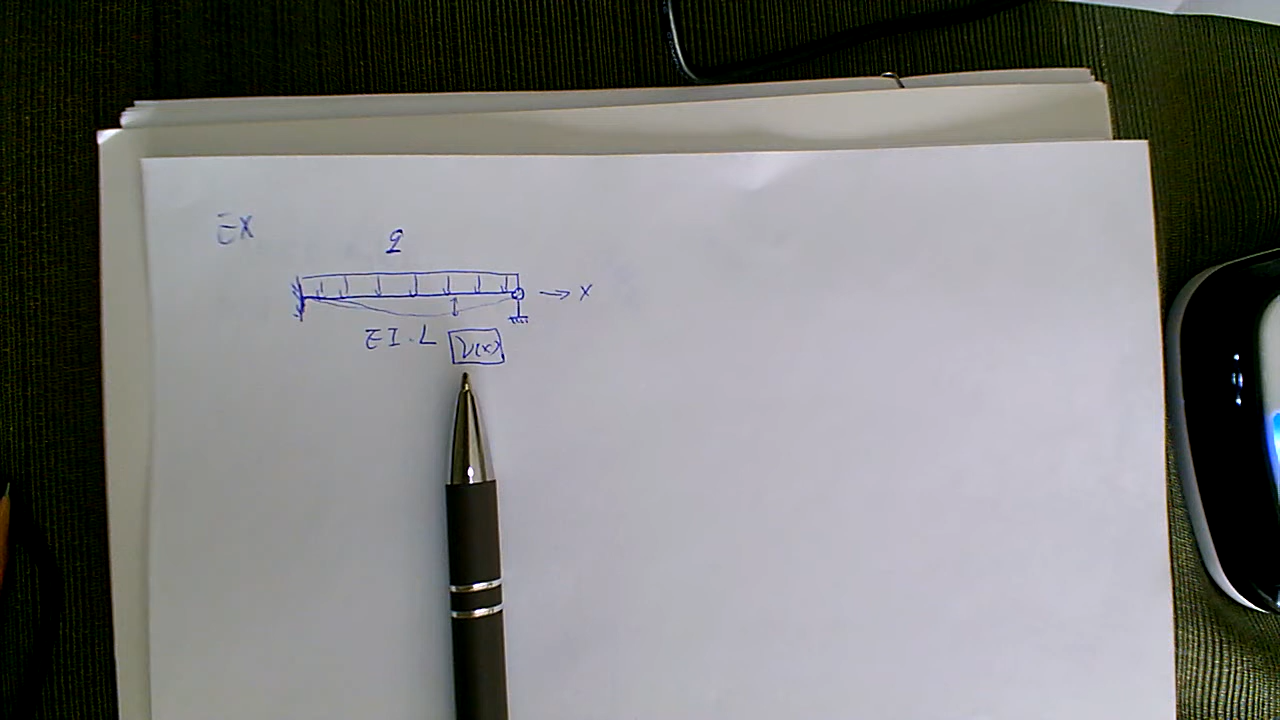 EX
q
→ x
EI. L
V(x)